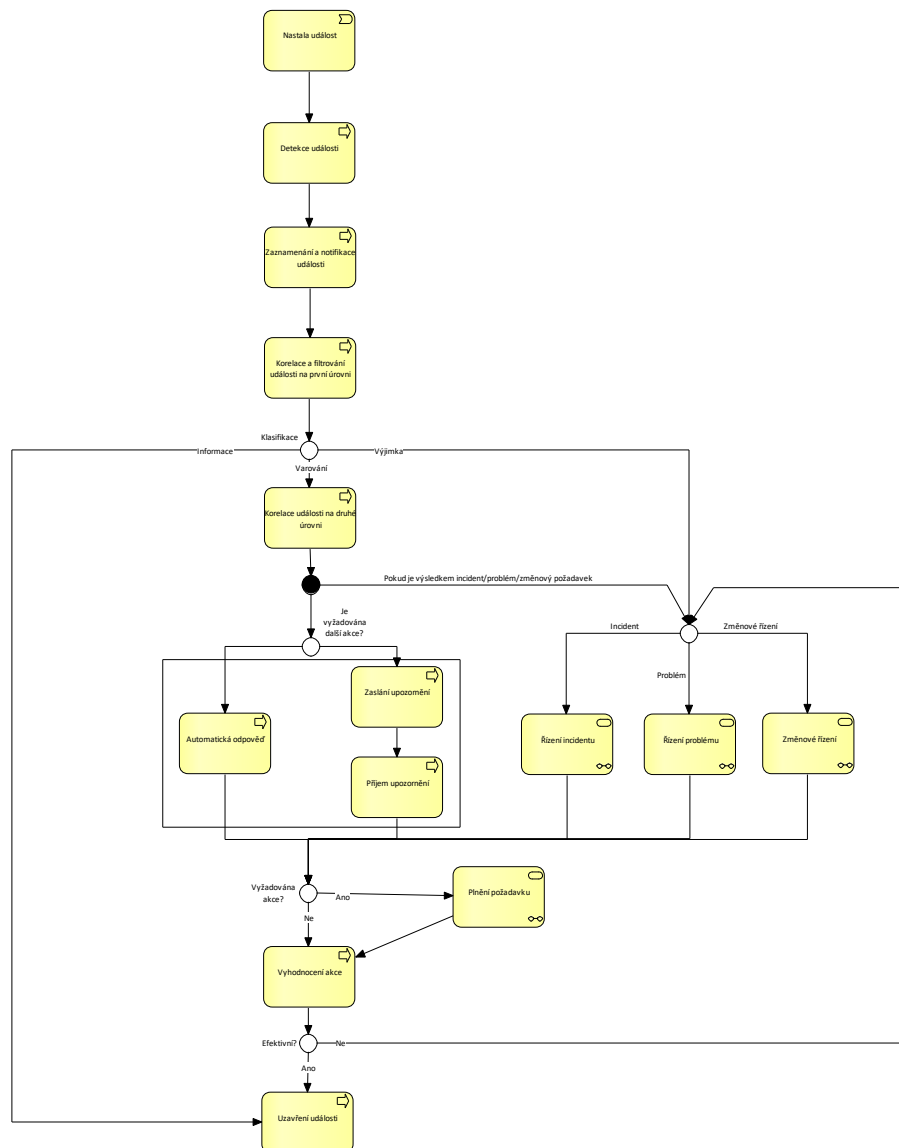 Nastala událost
Detekce události
Zaznamenání a notifikace
události
Korelace a filtrování
události na první úrovni
Klasifikace
Informace
Výjimka
Varování
Korelace události na druhé
úrovni
Pokud je výsledkem incident/problém/změnový požadavek
Je
vyžadována
další akce?
Incident
Změnové řízení
Problém
Zaslání upozornění
Automatická odpověď
Řízení incidentu
Řízení problému
Změnové řízení
Příjem upozornění
Vyžadována
akce?
Ano
Plnění požadavku
Ne
Vyhodnocení akce
Efektivní?
Ne
Ano
Uzavření události